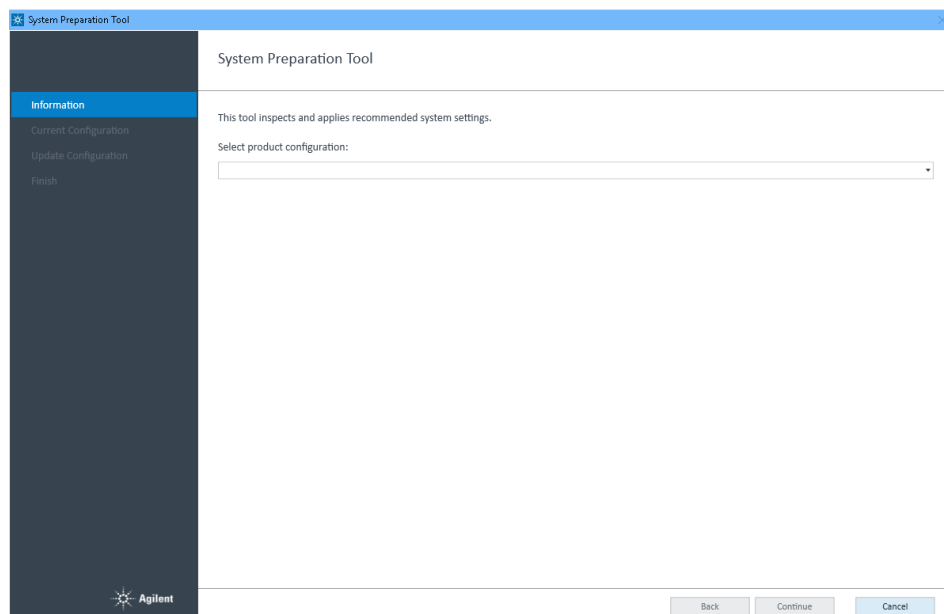 System Preparation Tool
System Preparation Tool
Information
Current Configuration
Update Configuration
Finish
This tool inspects and applies recommended system settings.
Select product configuration:
Agilent
Back
Continue
Cancel